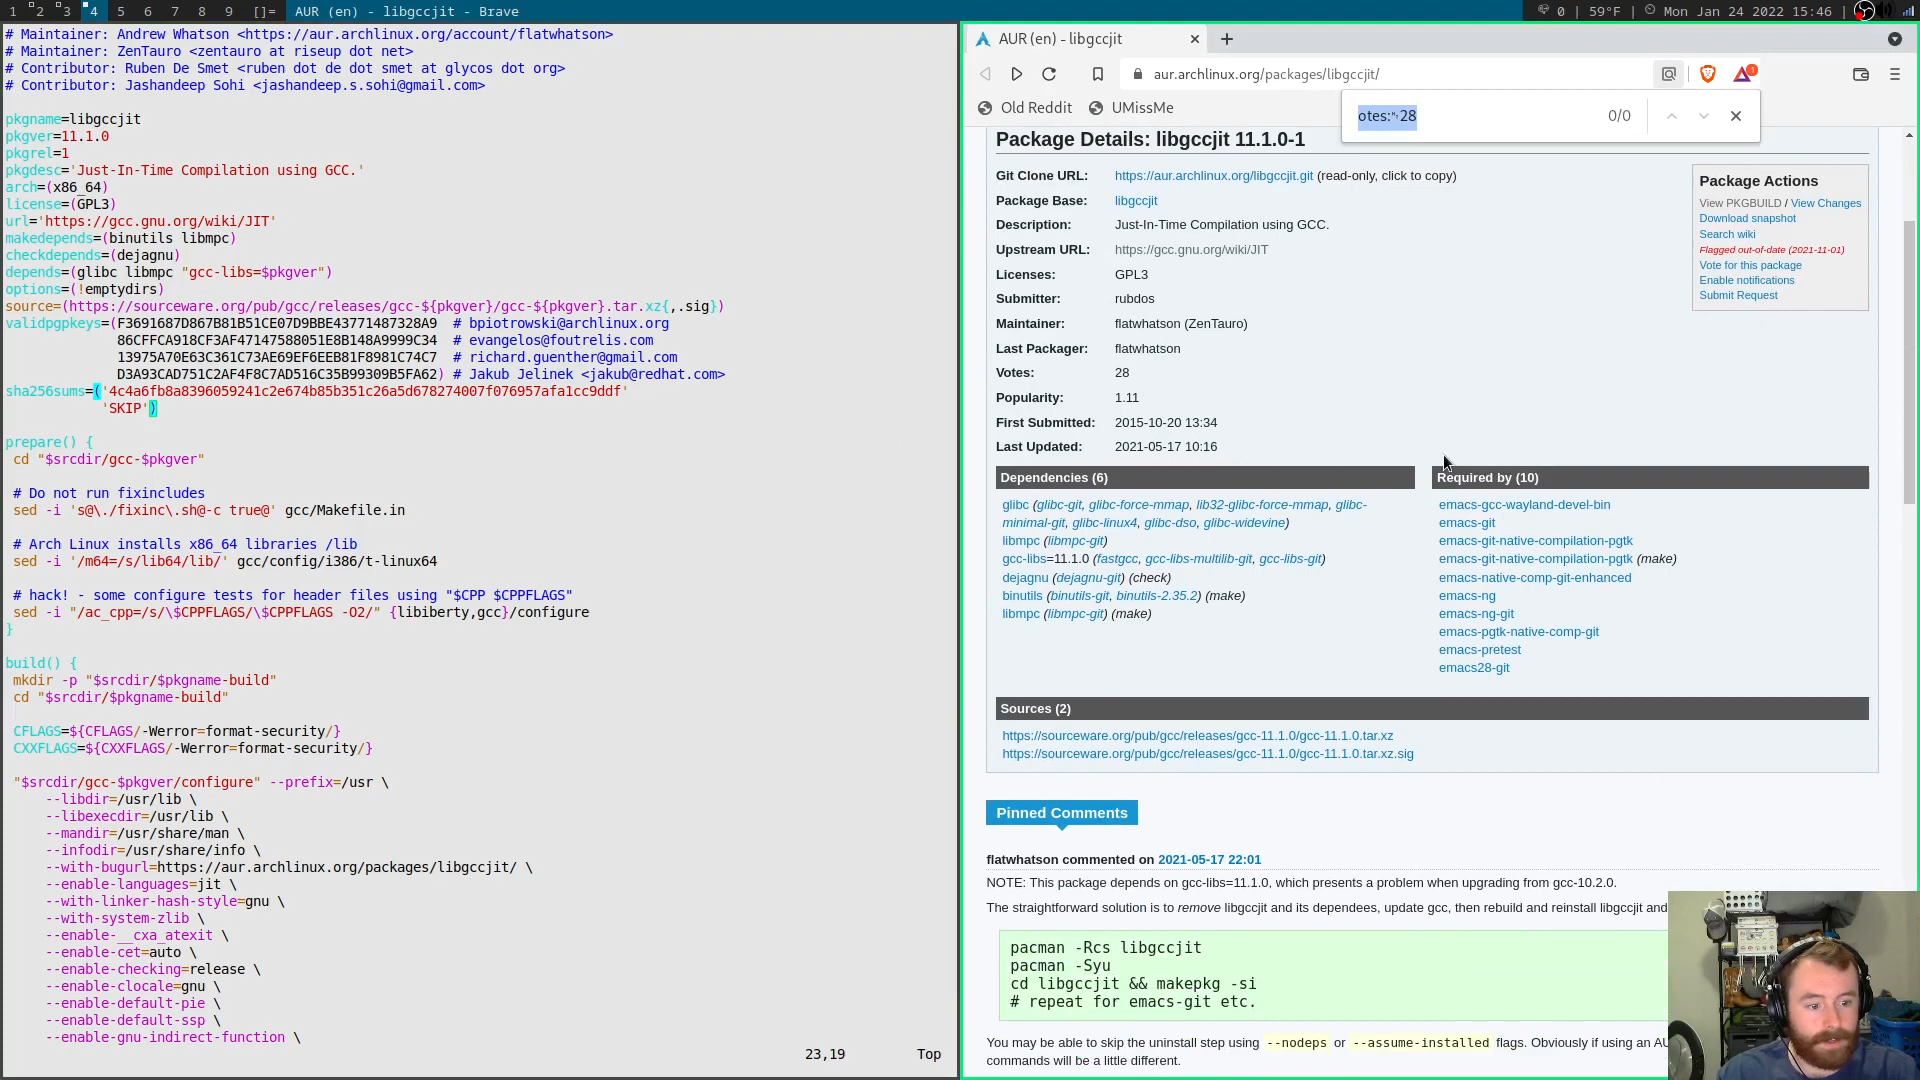 1 2 3 4 5 6 7 8 9 []= AUR (en) - libgccjit - Brave 0 | 59°F | Mon Jan 24 2022 15:46 |
# Maintainer: Andrew Whatson <https://aur.archlinux.org/account/flatwhatson>
# Maintainer: ZenTauro <zentauro at riseup dot net>
# Contributor: Ruben De Smet <ruben dot de dot smet at glycos dot org>
# Contributor: Jashandeep Sohi <jashandeep.s.sohi@gmail.com>
pkgname=libgccjit
pkgver=11.1.0
pkgrel=1
pkgdesc='Just-In-Time Compilation using GCC.'
arch=(x86_64)
license=(GPL3)
url='https://gcc.gnu.org/wiki/JIT'
makedepends=(binutils libmpc)
checkdepends=(dejagnu)
depends=(glibc libmpc "gcc-libs=$pkgver")
options=(!emptydirs)
source=(https://sourceware.org/pub/gcc/releases/gcc-${pkgver}/gcc-${pkgver}.tar.xz{,.sig})
validpgpkeys=(F3691687D867B81B51CE07D9BBE43771487328A9 # bpiotrowski@archlinux.org
86CFFCA918CF3AF47147588051E8B148A9999C34 # evangelos@foutrelis.com
13975A70E63C361C73AE69EF6EEB81F8981C74C7 # richard.guenther@gmail.com
D3A93CAD751C2AF4F8C7AD516C35B99309B5FA62) # Jakub Jelinek <jakub@redhat.com>
sha256sums=('4c4a6fb8a8396059241c2e674b85b351c26a5d678274007f076957afa1cc9ddf'
'SKIP')
prepare() {
cd "$srcdir/gcc-$pkgver"
# Do not run fixincludes
sed -i 's@\./fixinc\.sh@-c true@' gcc/Makefile.in
# Arch Linux installs x86_64 libraries /lib
sed -i '/m64=/s/lib64/lib/' gcc/config/i386/t-linux64
# hack! - some configure tests for header files using "$CPP $CPPFLAGS"
sed -i "/ac_cpp=/s/\$CPPFLAGS/\$CPPFLAGS -O2/" {libiberty,gcc}/configure
}
build() {
mkdir -p "$srcdir/$pkgname-build"
cd "$srcdir/$pkgname-build"
CFLAGS=${CFLAGS/-Werror=format-security/}
CXXFLAGS=${CXXFLAGS/-Werror=format-security/}
"$srcdir/gcc-$pkgver/configure" --prefix=/usr \
--libdir=/usr/lib \
--libexecdir=/usr/lib \
--mandir=/usr/share/man \
--infodir=/usr/share/info \
--with-bugurl=https://aur.archlinux.org/packages/libgccjit/ \
--enable-languages=jit \
--with-linker-hash-style=gnu \
--with-system-zlib \
--enable-__cxa_atexit \
--enable-cet=auto \
--enable-checking=release \
--enable-clocale=gnu \
--enable-default-pie \
--enable-default-ssp \
--enable-gnu-indirect-function \
23,19 Top
AUR (en) - libgccjit
aur.archlinux.org/packages/libgccjit/
1
Old Reddit UMissMe
0/0
Package Details: libgccjit 11.1.0-1
Git Clone URL: https://aur.archlinux.org/libgccjit.git (read-only, click to copy)
Package Base: libgccjit
Description: Just-In-Time Compilation using GCC.
Upstream URL: https://gcc.gnu.org/wiki/JIT
Licenses: GPL3
Submitter: rubdos
Maintainer: flatwhatson (ZenTauro)
Last Packager: flatwhatson
Votes: 28
Popularity: 1.11
First Submitted: 2015-10-20 13:34
Last Updated: 2021-05-17 10:16
Package Actions
View PKGBUILD / View Changes
Download snapshot
Search wiki
Flagged out-of-date (2021-11-01)
Vote for this package
Enable notifications
Submit Request
Dependencies (6)
glibc (glibc-git, glibc-force-mmap, lib32-glibc-force-mmap, glibc-
minimal-git, glibc-linux4, glibc-dso, glibc-widevine)
libmpc (libmpc-git)
gcc-libs=11.1.0 (fastgcc, gcc-libs-multilib-git, gcc-libs-git)
dejagnu (dejagnu-git) (check)
binutils (binutils-git, binutils-2.35.2) (make)
libmpc (libmpc-git) (make)
Required by (10)
emacs-gcc-wayland-devel-bin
emacs-git
emacs-git-native-compilation-pgtk
emacs-git-native-compilation-pgtk (make)
emacs-native-comp-git-enhanced
emacs-ng
emacs-ng-git
emacs-pgtk-native-comp-git
emacs-pretest
emacs28-git
Sources (2)
https://sourceware.org/pub/gcc/releases/gcc-11.1.0/gcc-11.1.0.tar.xz
https://sourceware.org/pub/gcc/releases/gcc-11.1.0/gcc-11.1.0.tar.xz.sig
Pinned Comments
flatwhatson commented on 2021-05-17 22:01
NOTE: This package depends on gcc-libs=11.1.0, which presents a problem when upgrading from gcc-10.2.0.
The straightforward solution is to remove libgccjit and its dependees, update gcc, then rebuild and reinstall libgccjit and
pacman -Rcs libgccjit
pacman -Syu
cd libgccjit && makepkg -si
# repeat for emacs-git etc.
You may be able to skip the uninstall step using --nodeps or --assume-installed flags. Obviously if using an AU
commands will be a little different.